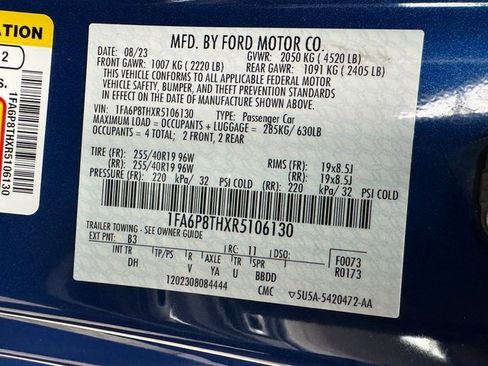 ATION
2
S.
1FA6P8THXR5106130
MFD. BY FORD MOTOR CO.
DATE: 08/23 GVWR: 2050 KG ( 4520 LB)
FRONT GAWR: 1007 KG ( 2220 LB) REAR GAWR: 1091 KG ( 2405 LB)
THIS VEHICLE CONFORMS TO ALL APPLICABLE FEDERAL MOTOR
VEHICLE SAFETY, BUMPER, AND THEFT PREVENTION STANDARDS IN
EFFECT ON THE DATE OF MANUFACTURE SHOWN ABOVE
VIN: 1FA6P8THXR5106130 TYPE: Passenger Car
MAXIMUM LOAD = OCCUPANTS + LUGGAGE = 285KG/ 630LB
OCCUPANTS = 4 TOTAL; 2 FRONT, 2 REAR
TIRE (FR): 255/40R19 96W RIMS (FR): 19x8.5J
(RR): 255/40R19 96W (RR): 19x8.5J
PRESSURE (FR): 220 kPa/ 32 PSI COLD (RR): 220 kPa/ 32 PSI COLD
1FA6P8THXR5106130
TRAILER TOWING - SEE OWNER GUIDE
EXT PNT: B3 RC: 11 DSO: F0073
INT TR TP/PS R AXLE TR SPR R0173
DH V YA U BBDD
1202308084444 CMC 5U5A-5420472-AA